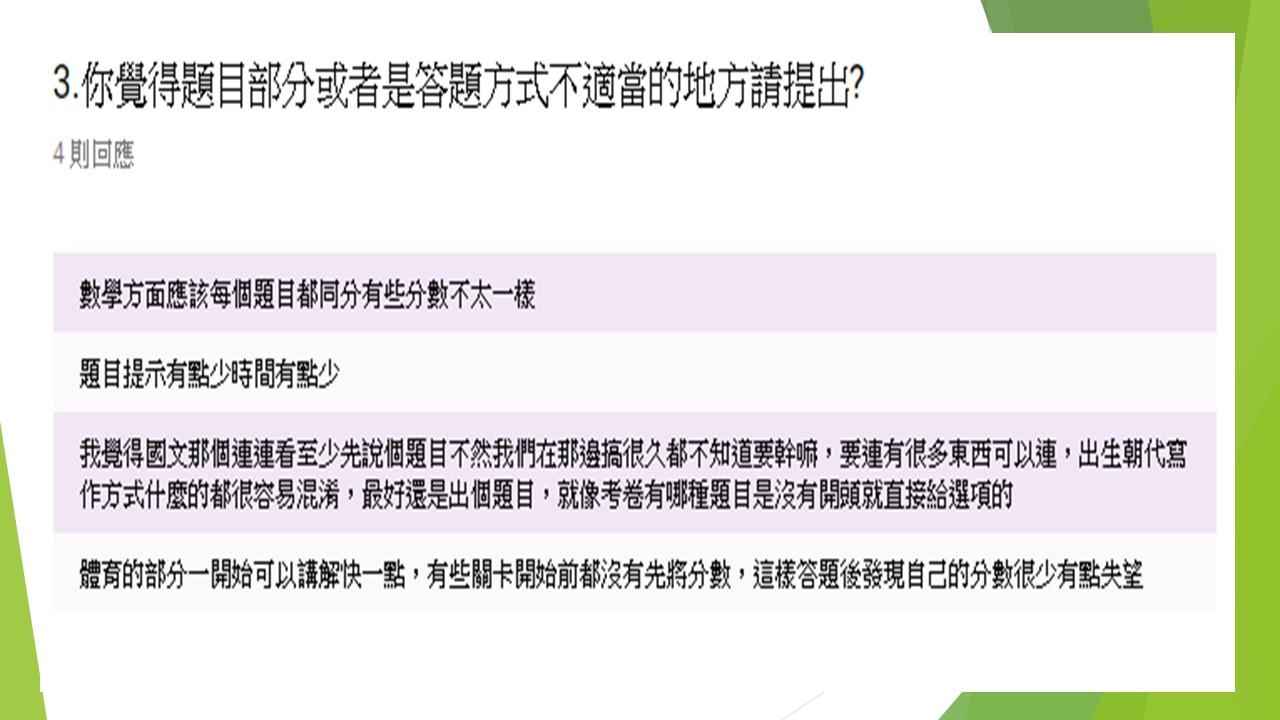 3.你覺得題目部分或者是答題方式不適當的地方請提出?
4 則回應
數學方面應該每個題目都同分有些分數不太一樣
題目提示有點少時間有點少
我覺得國文那個連連看至少先說個題目不然我們在那邊搞很久都不知道要幹嘛，要連有很多東西可以連，出生朝代寫
作方式什麼的都很容易混淆，最好還是出個題目，就像考卷有哪種題目是沒有開頭就直接給選項的
體育的部分一開始可以講解快一點，有些關卡開始前都沒有先將分數，這樣答題後發現自己的分數很少有點失望